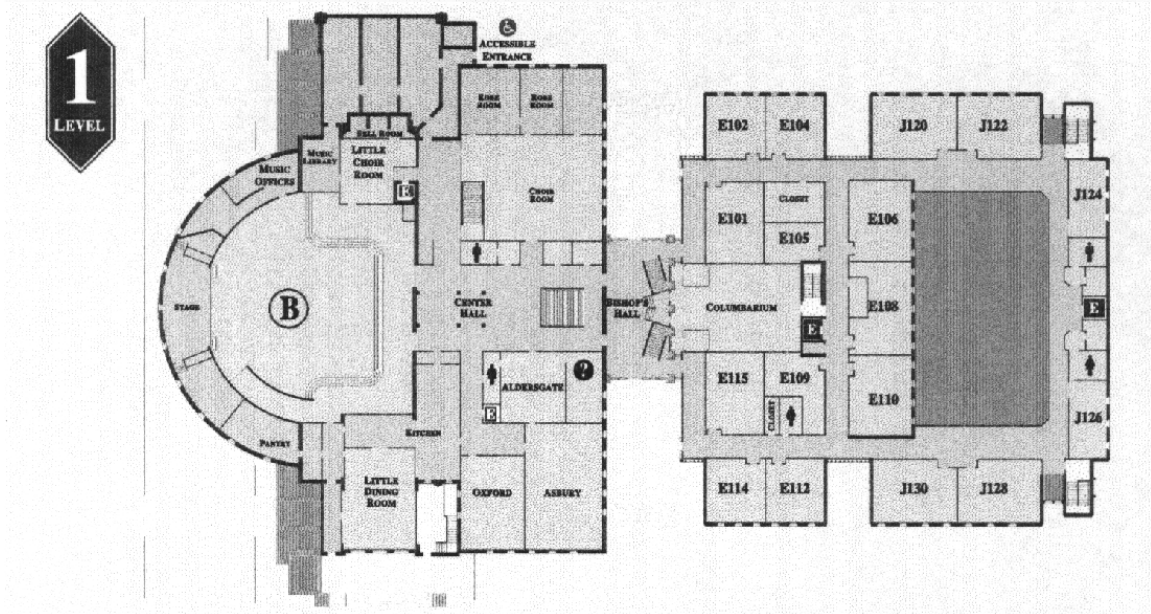 1
LEVEL
ACCESSIBLE
ENTRANCE
ROBE
ROOM
ROBE
ROOM
BELL ROOM
MUSIC
LIBRARY
LITTLE
CHOIR
ROOM
MUSIC
OFFICES
E
CHOIR
ROOM
STAGE
B
CENTER
HALL
BISHOP'S
HALL
COLUMBARIUM
E
ALDERSGATE
?
E
KITCHEN
PANTRY
LITTLE
DINING
ROOM
OXFORD
ASBURY
E102
E104
J120
J122
E101
CLOSET
E105
E106
J124
E108
E
E115
E109
CLOSET
E110
J126
E114
E112
J130
J128